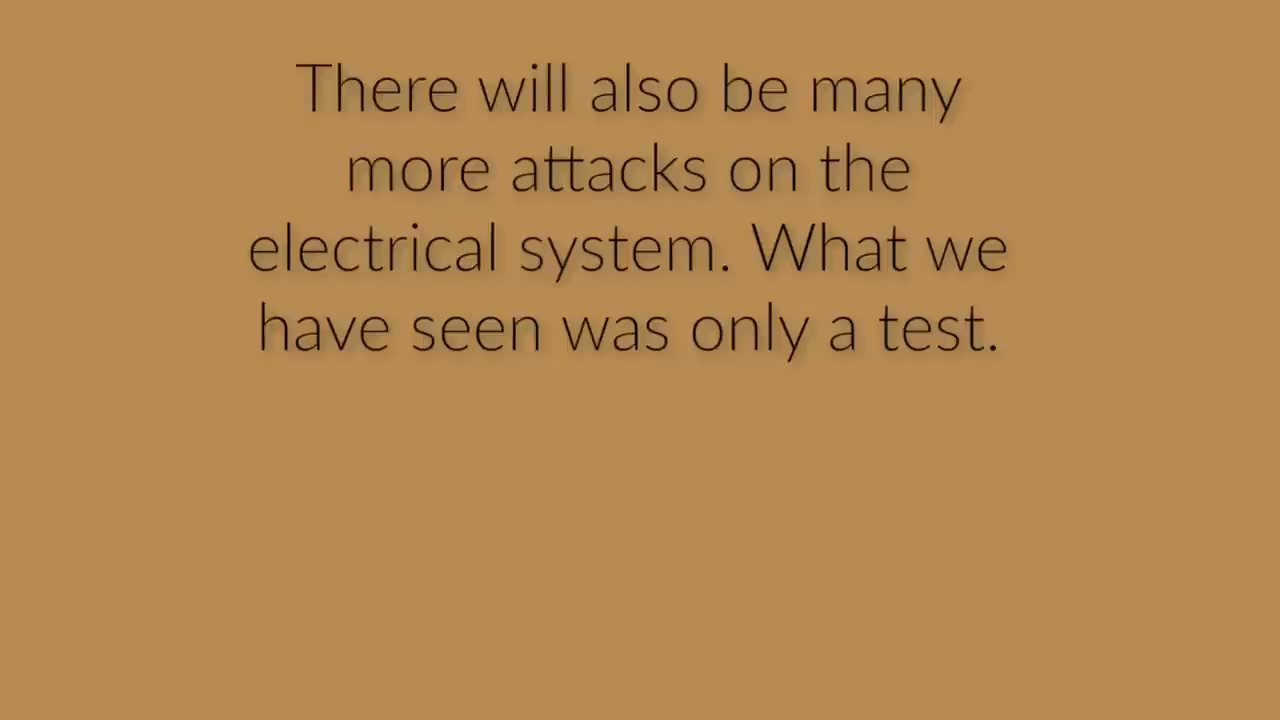 There will also be many
more attacks on the
electrical system. What we
have seen was only a test.